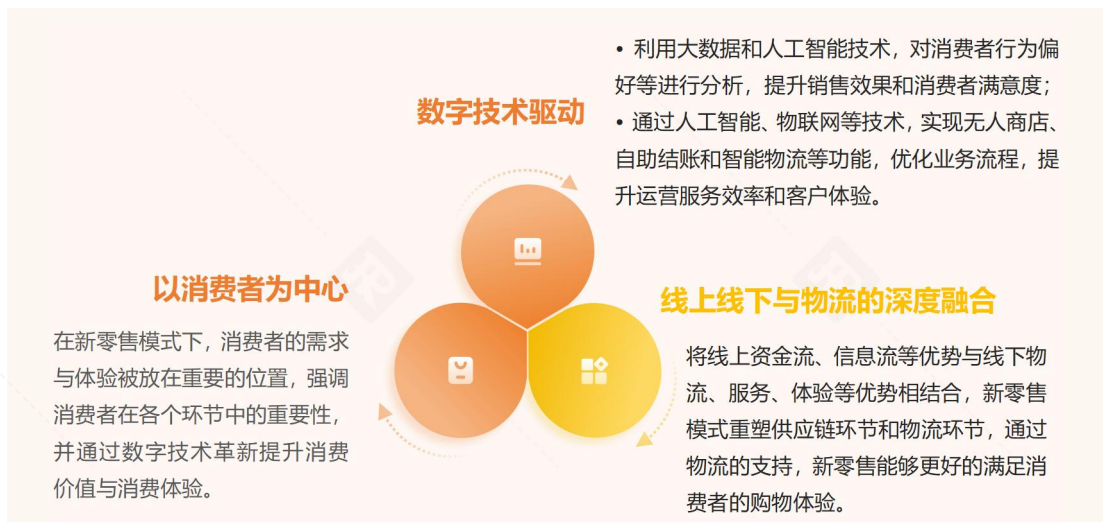 数字技术驱动
• 利用大数据和人工智能技术，对消费者行为偏
好等进行分析，提升销售效果和消费者满意度；
• 通过人工智能、物联网等技术，实现无人商店、
自助结账和智能物流等功能，优化业务流程，提
升运营服务效率和客户体验。
以消费者为中心
在新零售模式下，消费者的需求
与体验被放在重要的位置，强调
消费者在各个环节中的重要性，
并通过数字技术革新提升消费
价值与消费体验。
线上线下与物流的深度融合
将线上资金流、信息流等优势与线下物
流、服务、体验等优势相结合，新零售
模式重塑供应链环节和物流环节，通过
物流的支持，新零售能够更好的满足消
费者的购物体验。